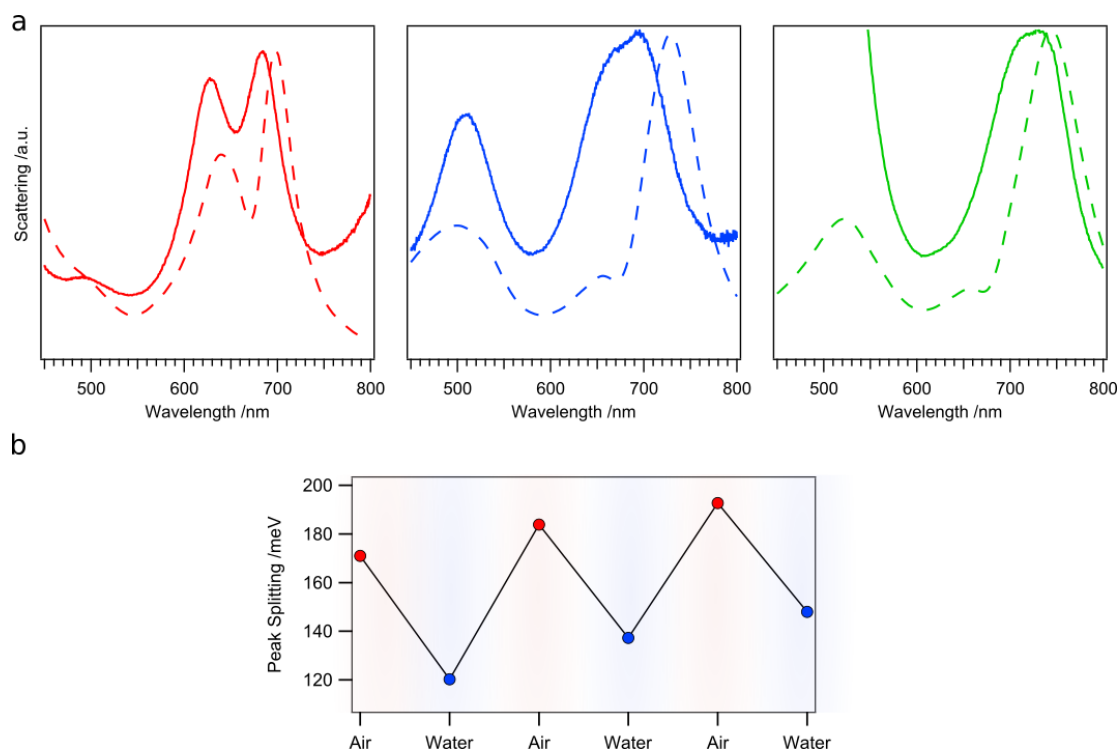 a
Scattering /a.u.
500 600 700 800
Wavelength /nm
500 600 700 800
Wavelength /nm
500 600 700 800
Wavelength /nm
b
Peak Splitting /meV
200
180
160
140
120
Air Water Air Water Air Water